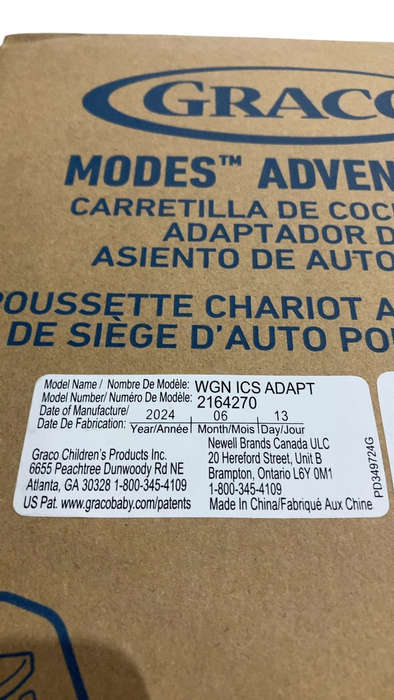 GRACO
MODES™ ADVEN
CARRETILLA DE COC
ADAPTADOR D
ASIENTO DE AUTO
POUSSETTE CHARIOT A
DE SIÈGE D'AUTO PO
Model Name / Nombre De Modèle: WGN ICS ADAPT
Model Number/ Numéro De Modèle: 2164270
Date of Manufacture/ 2024 06 13
Date De Fabrication: Year/Année Month/Mois Day/Jour
Graco Children's Products Inc.
6655 Peachtree Dunwoody Rd NE
Atlanta, GA 30328 1-800-345-4109
US Pat. www.gracobaby.com/patents
Newell Brands Canada ULC
20 Hereford Street, Unit B
Brampton, Ontario L6Y 0M1
1-800-345-4109
Made In China/Fabriqué Aux Chine
PD349724G